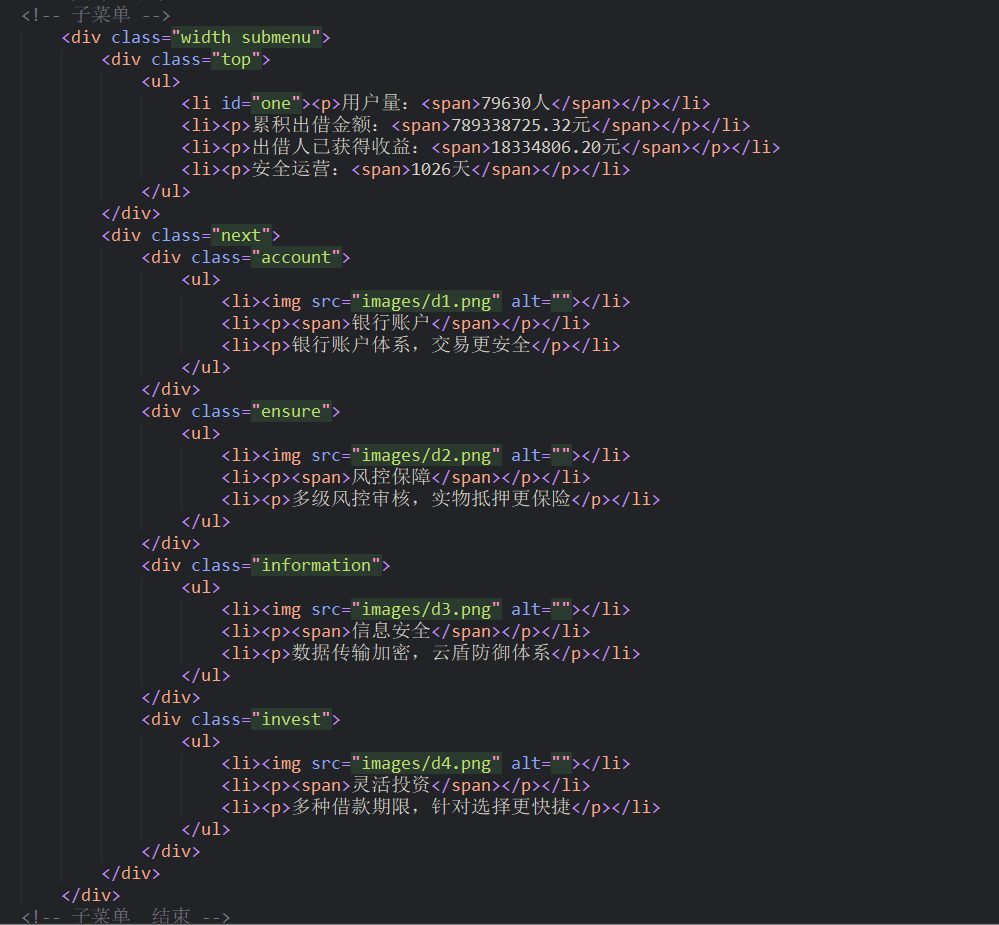 <!-- 子菜单 -->
<div class="width submenu">
<div class="top">
<ul>
<li id="one"><p>用户量：<span>79630人</span></p></li>
<li><p>累积出借金额：<span>789338725.32元</span></p></li>
<li><p>出借人已获得收益：<span>18334806.20元</span></p></li>
<li><p>安全运营：<span>1026天</span></p></li>
</ul>
</div>
<div class="next">
<div class="account">
<ul>
<li><img src="images/d1.png" alt=""></li>
<li><p><span>银行账户</span></p></li>
<li><p>银行账户体系，交易更安全</p></li>
</ul>
</div>
<div class="ensure">
<ul>
<li><img src="images/d2.png" alt=""></li>
<li><p><span>风控保障</span></p></li>
<li><p>多级风控审核，实物抵押更保险</p></li>
</ul>
</div>
<div class="information">
<ul>
<li><img src="images/d3.png" alt=""></li>
<li><p><span>信息安全</span></p></li>
<li><p>数据传输加密，云盾防御体系</p></li>
</ul>
</div>
<div class="invest">
<ul>
<li><img src="images/d4.png" alt=""></li>
<li><p><span>灵活投资</span></p></li>
<li><p>多种借款期限，针对选择更快捷</p></li>
</ul>
</div>
</div>
</div>
<!-- 子菜单  结束 -->